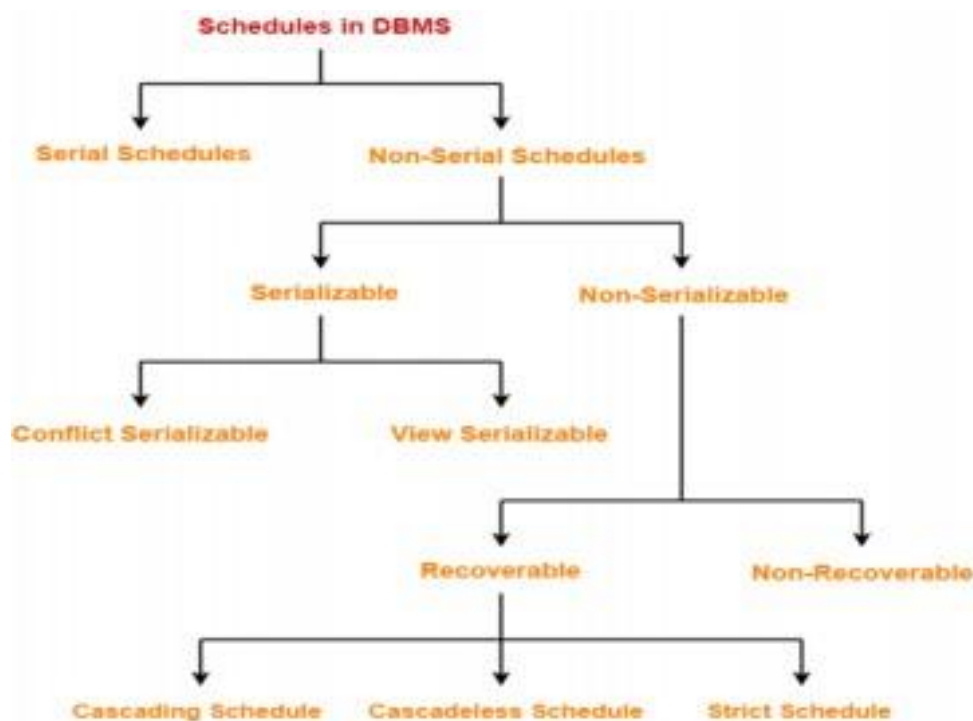 Schedules in DBMS
Serial Schedules
Non-Serial Schedules
Serializable
Non-Serializable
Conflict Serializable
View Serializable
Recoverable
Non-Recoverable
Cascading Schedule
Cascadeless Schedule
Strict Schedule